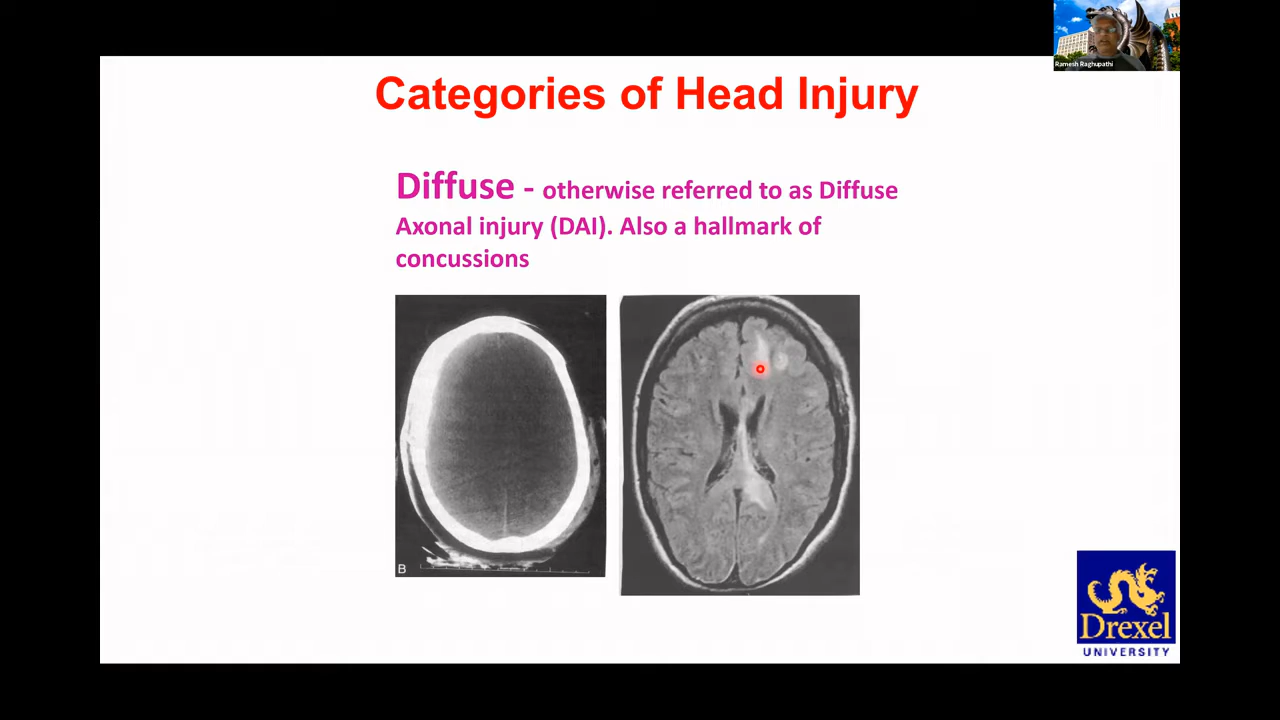 Ramesh Raghupathi
Categories of Head Injury
Diffuse - otherwise referred to as Diffuse
Axonal injury (DAI). Also a hallmark of
concussions
B
Drexel
UNIVERSITY